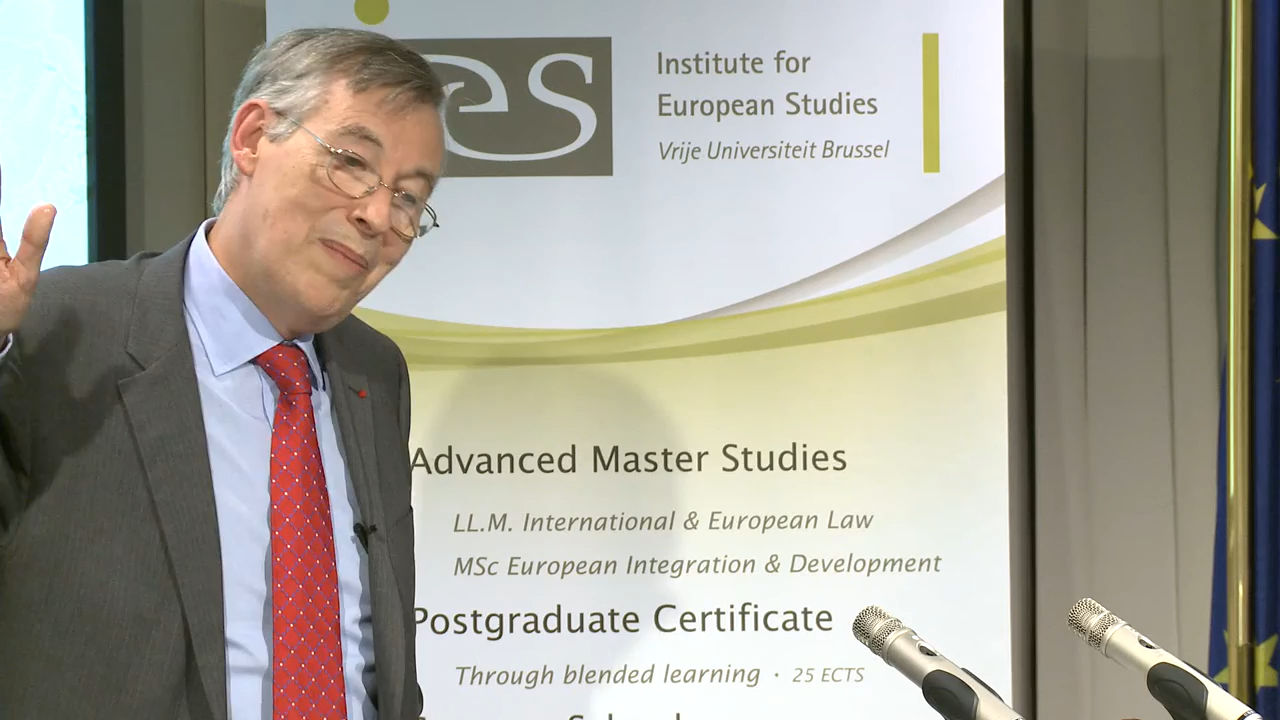 ies
Institute for
European Studies
Vrije Universiteit Brussel
Advanced Master Studies
LL.M. International & European Law
MSc European Integration & Development
Postgraduate Certificate
Through blended learning · 25 ECTS